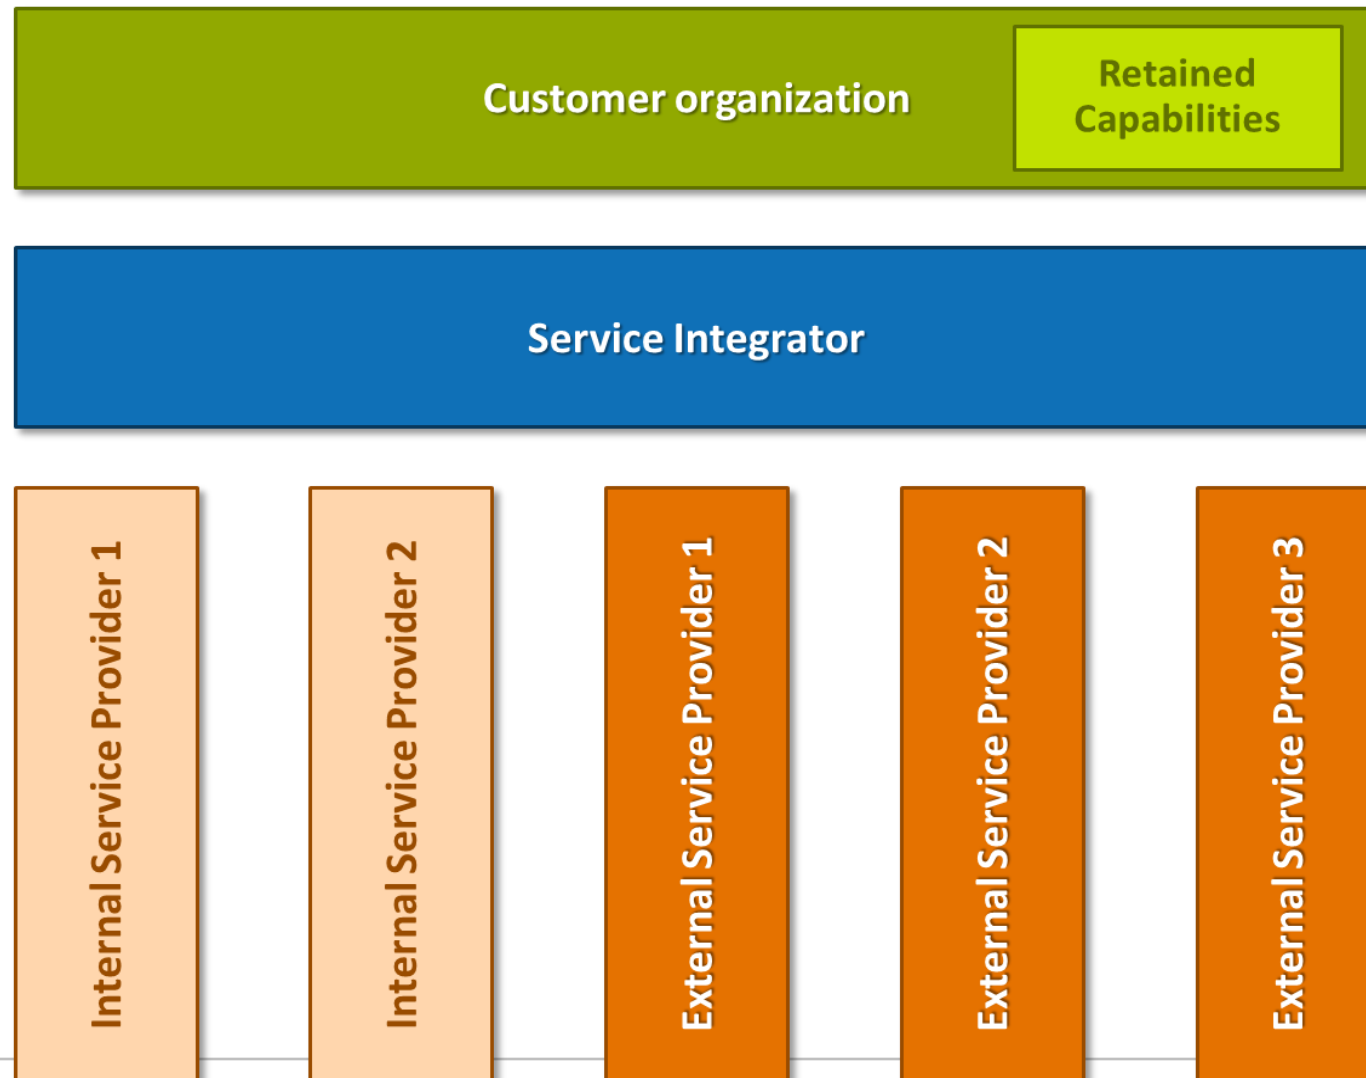 Customer organization
Retained
Capabilities
Service Integrator
Internal Service Provider 1
Internal Service Provider 2
External Service Provider 1
External Service Provider 2
External Service Provider 3